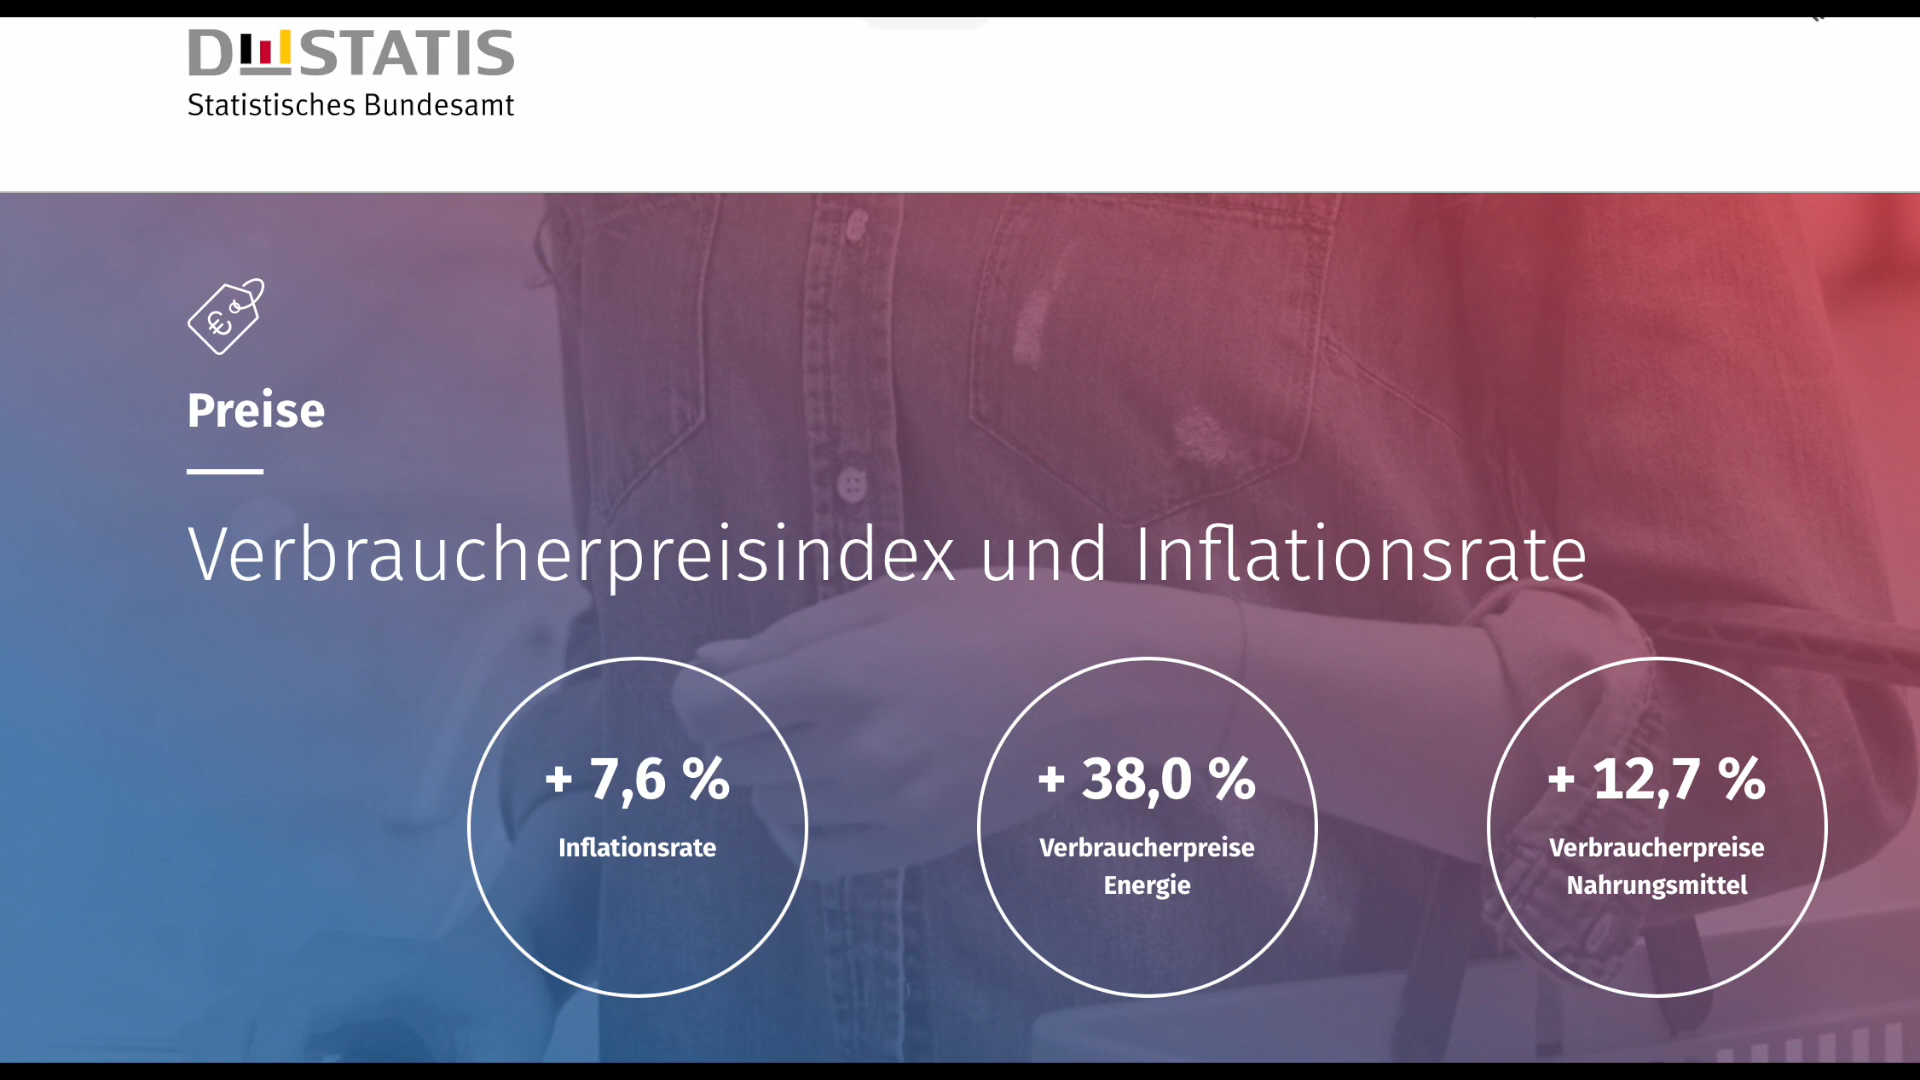 DESTATIS
Statistisches Bundesamt
Preise
Verbraucherpreisindex und Inflationsrate
+ 7,6 %
Inflationsrate
+ 38,0 %
Verbraucherpreise
Energie
+ 12,7 %
Verbraucherpreise
Nahrungsmittel